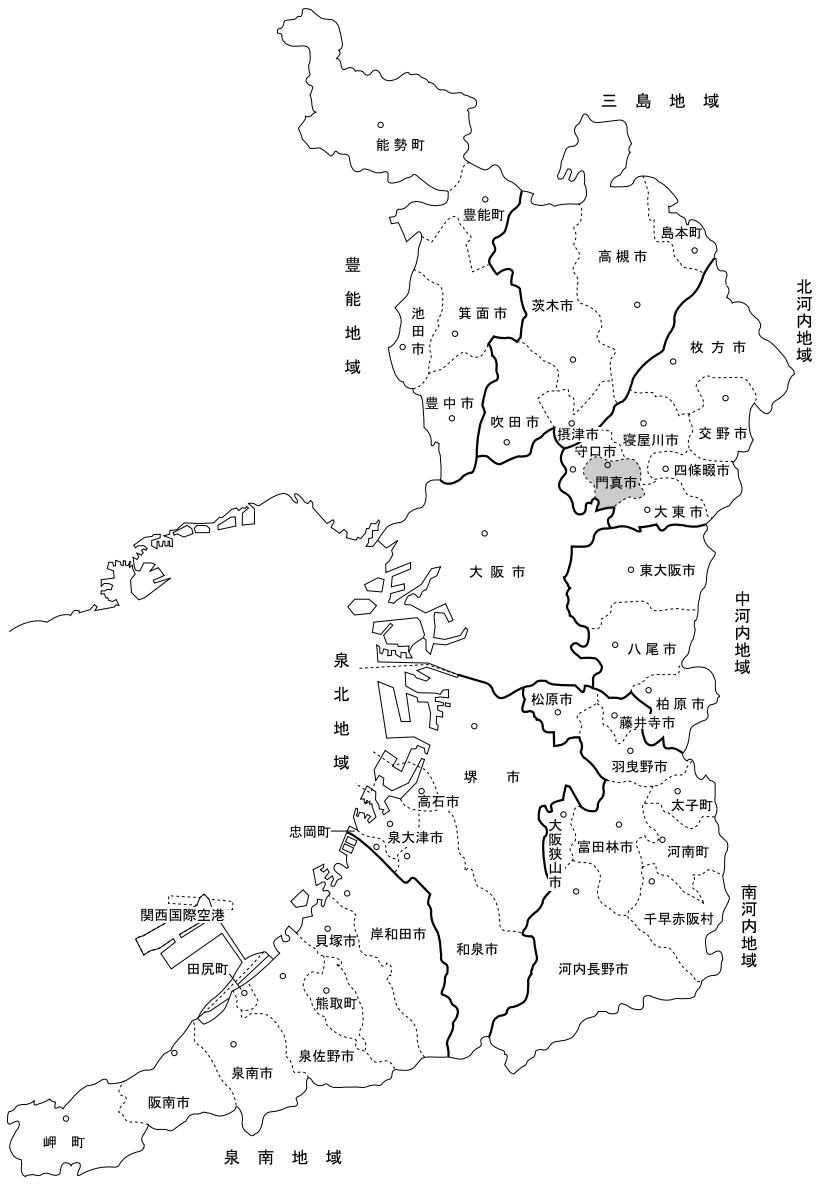 三島地域
能勢町
豊能町
島本町
高槻市
豊能地域
北河内地域
茨木市
池田市
箕面市
枚方市
豊中市
吹田市
摂津市
寝屋川市
交野市
守口市
四條畷市
門真市
大東市
大阪市
東大阪市
中河内地域
八尾市
泉北地域
松原市
柏原市
藤井寺市
羽曳野市
堺市
高石市
太子町
忠岡町
泉大津市
大阪狭山市
富田林市
河南町
南河内地域
関西国際空港
千早赤阪村
岸和田市
貝塚市
和泉市
田尻町
河内長野市
熊取町
泉佐野市
泉南市
阪南市
岬町
泉南地域